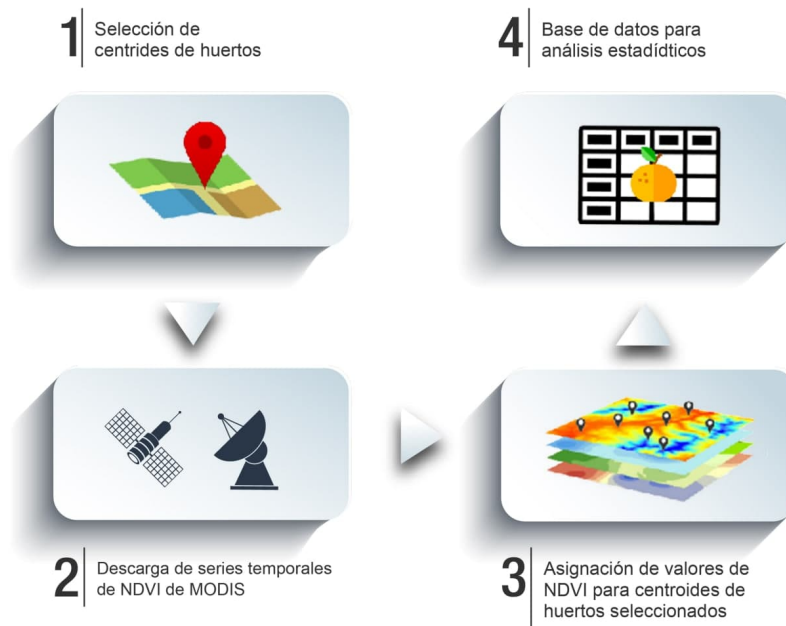 1
Selección de
centrides de huertos
2
Descarga de series temporales
de NDVI de MODIS
3
Asignación de valores de
NDVI para centroides de
huertos seleccionados
4
Base de datos para
análisis estadídticos